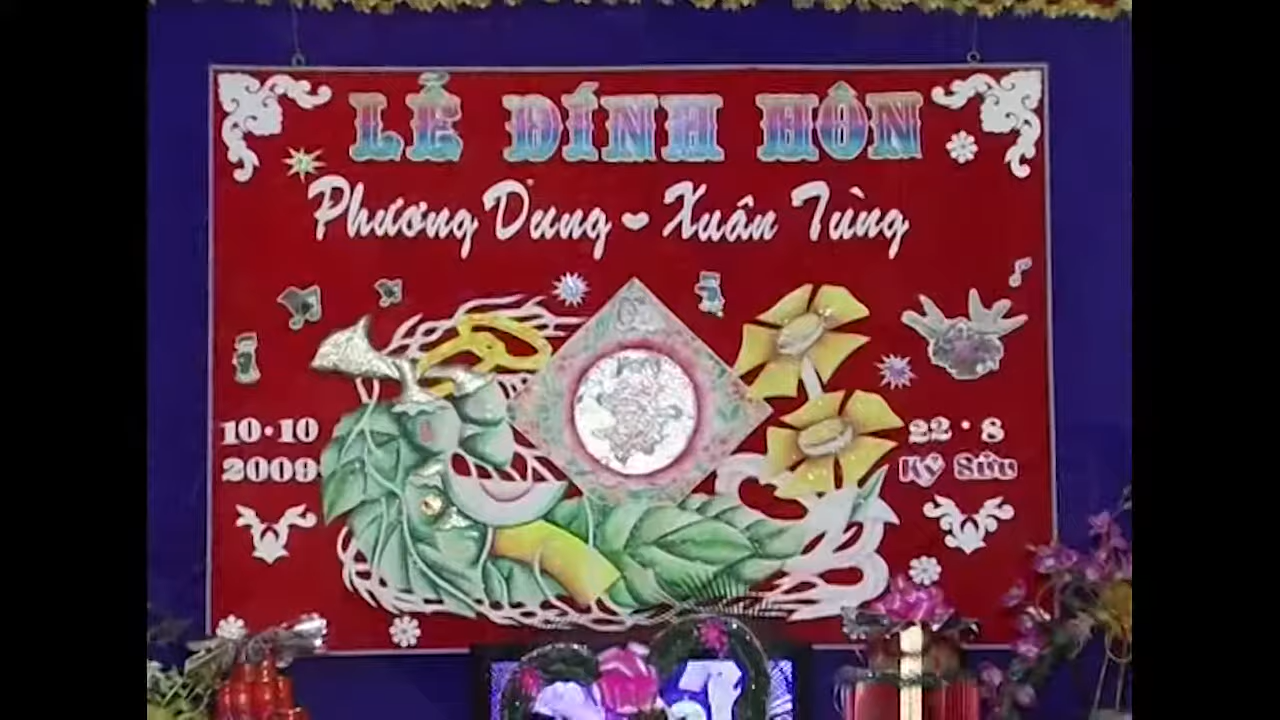 LỄ ĐÍNH HÔN
Phương Dung - Xuân Tùng
10·10
2009
22·8
Kỷ Sửu